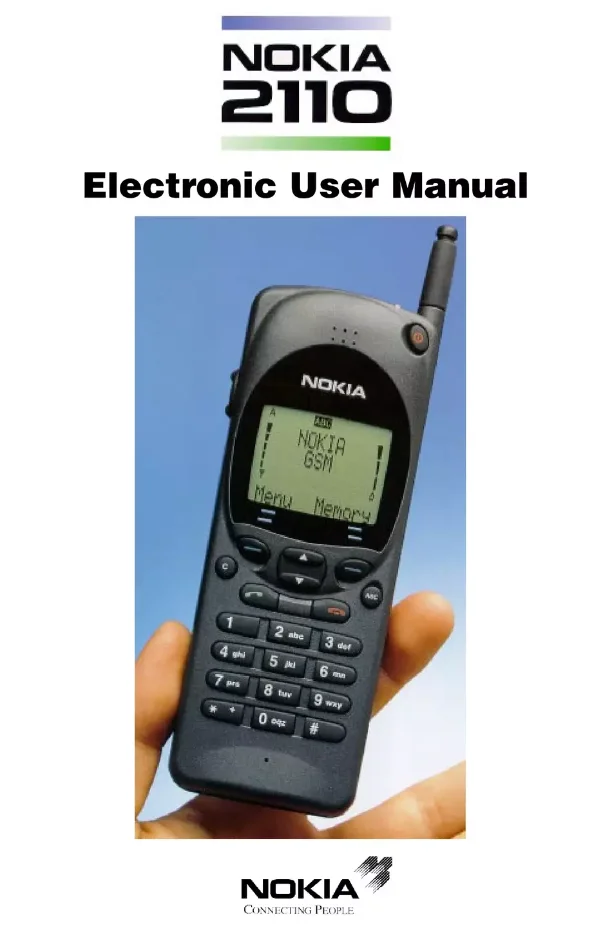 NOKIA
2110
Electronic User Manual
NOKIA
A
ABC
NOKIA
GSM
Menu Memory
C
ABC
1
2 abc
3 def
4 ghi
5 jkl
6 mn
7 prs
8 tuv
9 wxy
* +
0 oqz
#
NOKIA
CONNECTING PEOPLE